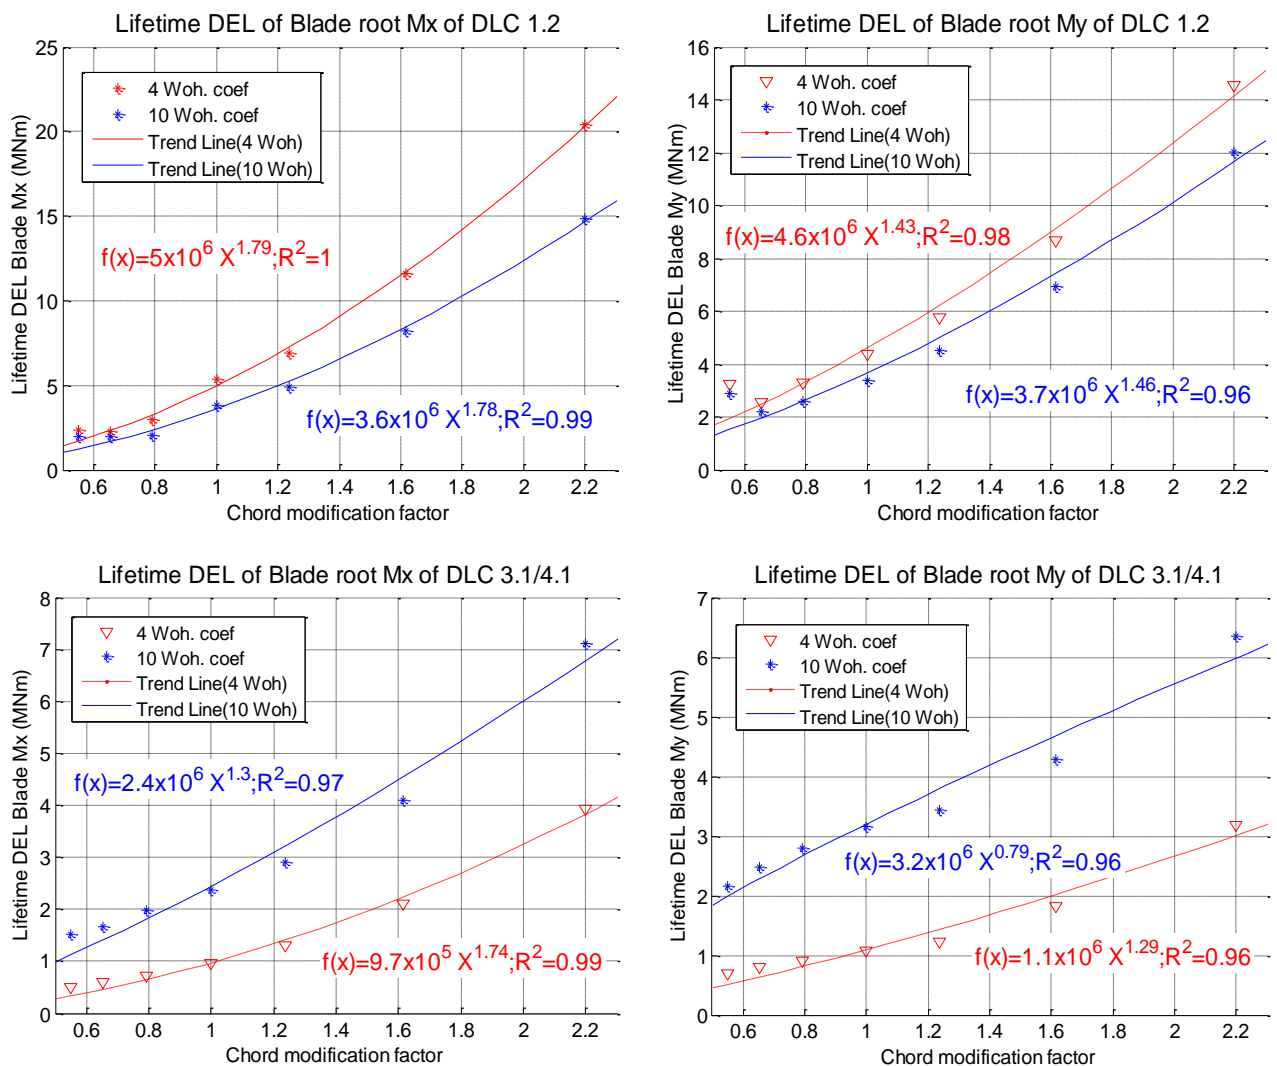 Lifetime DEL of Blade root Mx of DLC 1.2
Lifetime DEL Blade Mx (MNm)
25
20
15
10
5
0
4 Woh. coef
10 Woh. coef
Trend Line(4 Woh)
Trend Line(10 Woh)
f(x)=5x10^6 X^1.79;R^2=1
f(x)=3.6x10^6 X^1.78;R^2=0.99
0.6 0.8 1 1.2 1.4 1.6 1.8 2 2.2
Chord modification factor
Lifetime DEL of Blade root My of DLC 1.2
Lifetime DEL Blade My (MNm)
16
14
12
10
8
6
4
2
0
4 Woh. coef
10 Woh. coef
Trend Line(4 Woh)
Trend Line(10 Woh)
f(x)=4.6x10^6 X^1.43;R^2=0.98
f(x)=3.7x10^6 X^1.46;R^2=0.96
0.6 0.8 1 1.2 1.4 1.6 1.8 2 2.2
Chord modification factor
Lifetime DEL of Blade root Mx of DLC 3.1/4.1
Lifetime DEL Blade Mx (MNm)
8
7
6
5
4
3
2
1
0
4 Woh. coef
10 Woh. coef
Trend Line(4 Woh)
Trend Line(10 Woh)
f(x)=2.4x10^6 X^1.3;R^2=0.97
f(x)=9.7x10^5 X^1.74;R^2=0.99
0.6 0.8 1 1.2 1.4 1.6 1.8 2 2.2
Chord modification factor
Lifetime DEL of Blade root My of DLC 3.1/4.1
Lifetime DEL Blade My (MNm)
7
6
5
4
3
2
1
0
4 Woh. coef
10 Woh. coef
Trend Line(4 Woh)
Trend Line(10 Woh)
f(x)=3.2x10^6 X^0.79;R^2=0.96
f(x)=1.1x10^6 X^1.29;R^2=0.96
0.6 0.8 1 1.2 1.4 1.6 1.8 2 2.2
Chord modification factor